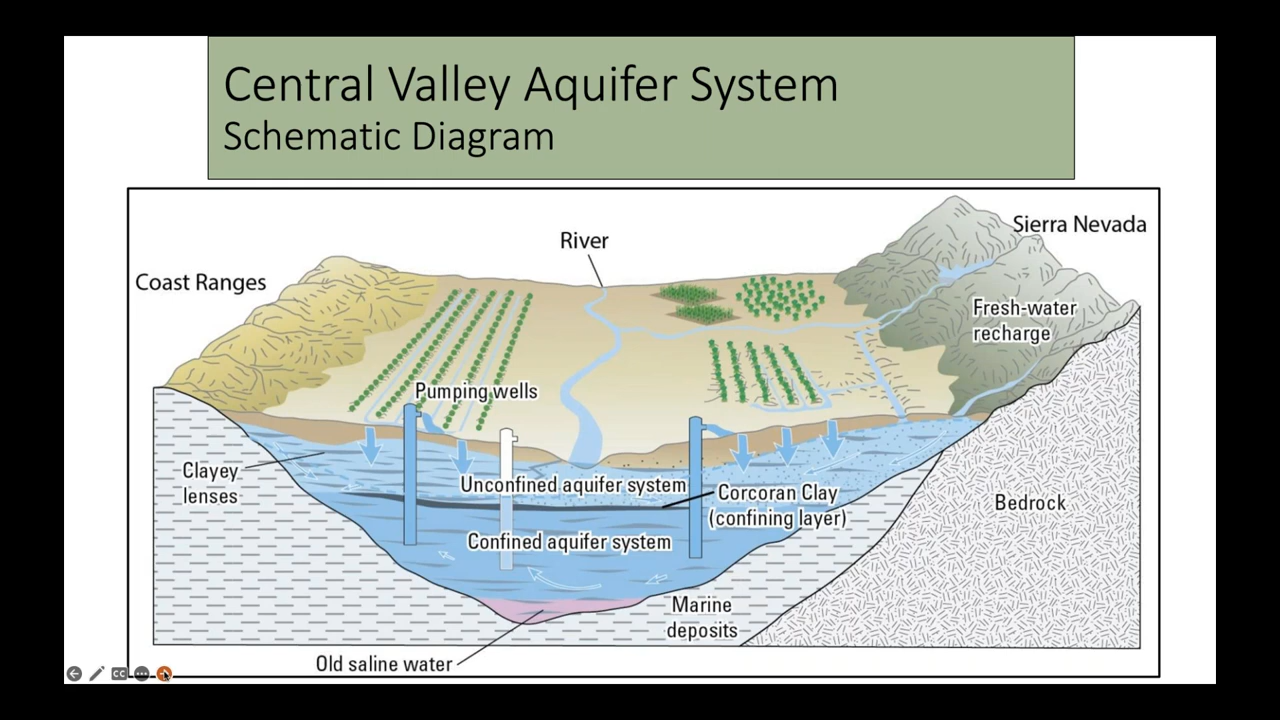 Central Valley Aquifer System
Schematic Diagram
Sierra Nevada
River
Coast Ranges
Fresh-water
recharge
Pumping wells
Clayey
lenses
Unconfined aquifer system
Corcoran Clay
(confining layer)
Bedrock
Confined aquifer system
Marine
deposits
Old saline water
CC